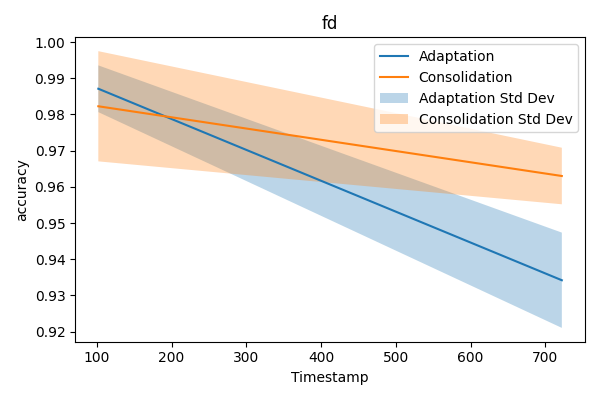 fd
1.00
0.99
0.98
0.97
0.96
0.95
0.94
0.93
0.92
accuracy
Adaptation
Consolidation
Adaptation Std Dev
Consolidation Std Dev
100 200 300 400 500 600 700
Timestamp